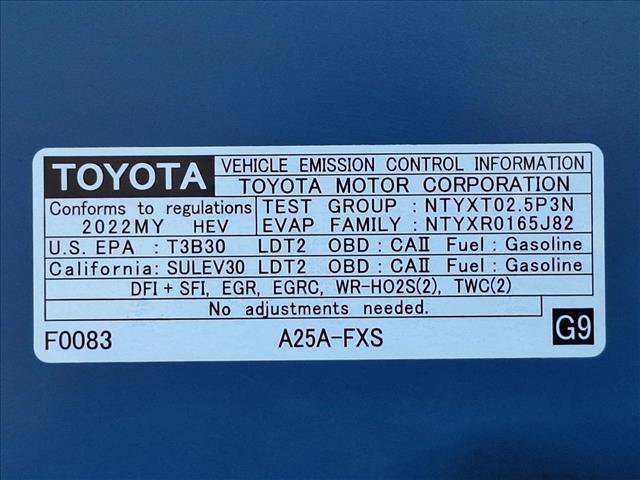 TOYOTA VEHICLE EMISSION CONTROL INFORMATION
TOYOTA MOTOR CORPORATION
Conforms to regulations TEST GROUP : NTYXT02.5P3N
2022MY HEV EVAP FAMILY : NTYXR0165J82
U.S. EPA : T3B30 LDT2 OBD : CAⅡ Fuel : Gasoline
California: SULEV30 LDT2 OBD : CAⅡ Fuel : Gasoline
DFI + SFI, EGR, EGRC, WR-HO2S(2), TWC(2)
No adjustments needed.
F0083 A25A-FXS G9